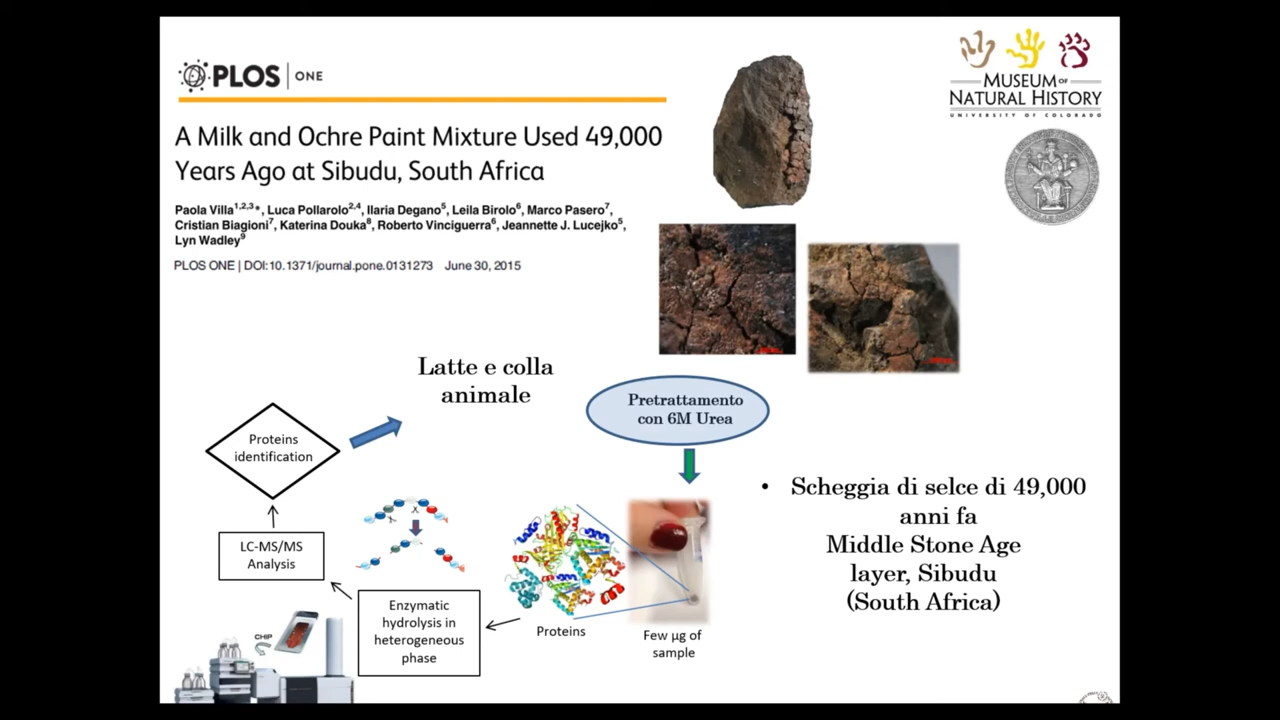 PLOS | ONE
MUSEUM OF
NATURAL HISTORY
UNIVERSITY OF COLORADO
A Milk and Ochre Paint Mixture Used 49,000
Years Ago at Sibudu, South Africa
Paola Villa1,2,3*, Luca Pollarolo2,4, Ilaria Degano5, Leila Birolo6, Marco Pasero7,
Cristian Biagioni7, Katerina Douka8, Roberto Vinciguerra6, Jeannette J. Lucejko5,
Lyn Wadley9
PLOS ONE | DOI:10.1371/journal.pone.0131273 June 30, 2015
Latte e colla
animale
Pretrattamento
con 6M Urea
Proteins
identification
• Scheggia di selce di 49,000
anni fa
Middle Stone Age
layer, Sibudu
(South Africa)
LC-MS/MS
Analysis
Enzymatic
hydrolysis in
heterogeneous
phase
Proteins
Few µg of
sample
CHIP